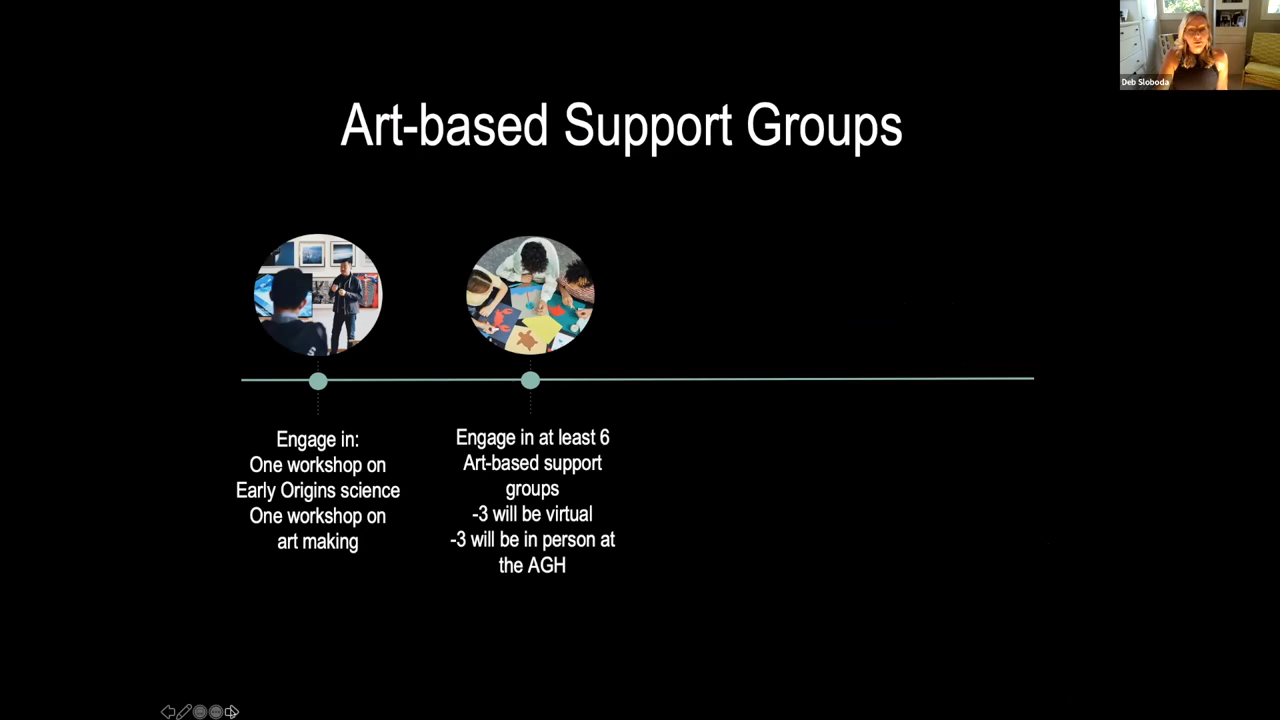 Deb Sloboda
Art-based Support Groups
Engage in:
One workshop on
Early Origins science
One workshop on
art making
Engage in at least 6
Art-based support
groups
-3 will be virtual
-3 will be in person at
the AGH